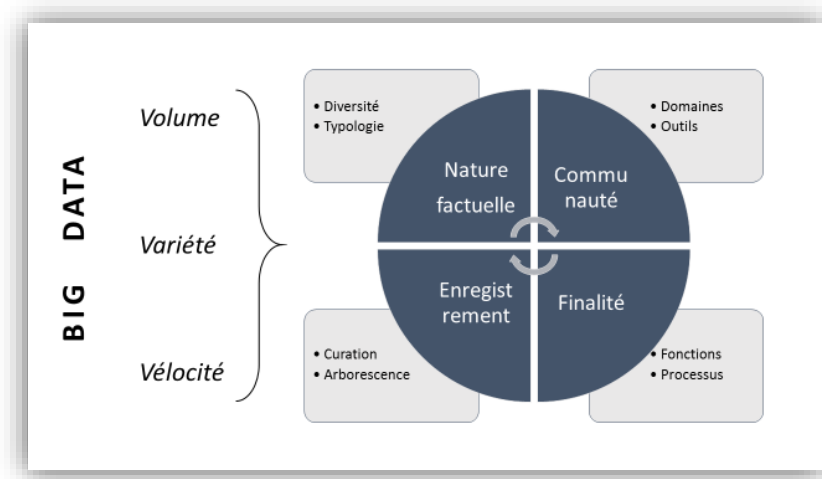 BIG DATA
Volume
Variété
Vélocité
• Diversité
• Typologie
Nature
factuelle
• Domaines
• Outils
Commu
nauté
Enregist
rement
• Curation
• Arborescence
Finalité
• Fonctions
• Processus